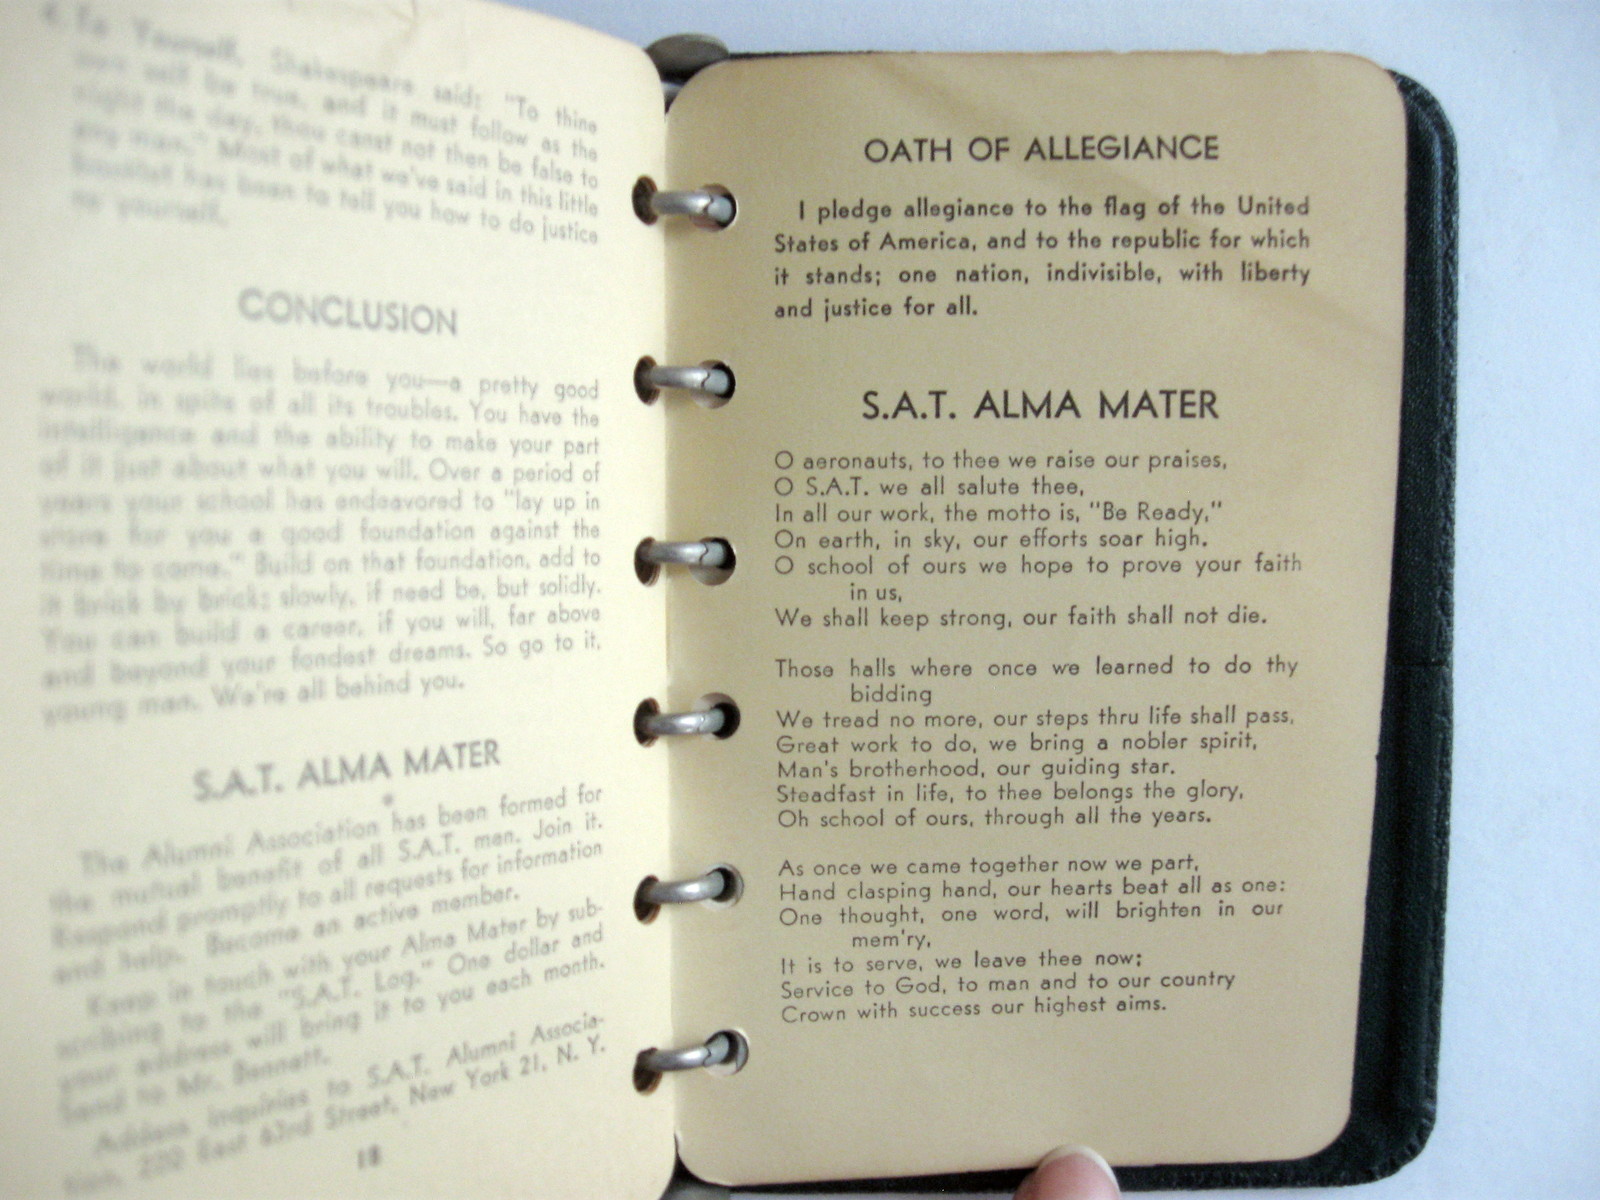 4. To Yourself. Shakespeare said: "To thine
own self be true, and it must follow as the
night the day, thou canst not then be false to
any man." Most of what we've said in this little
booklet has been to tell you how to do justice
to yourself.
CONCLUSION
The world lies before you—a pretty good
world, in spite of all its troubles. You have the
intelligence and the ability to make your part
of it just about what you will. Over a period of
years your school has endeavored to "lay up in
store for you a good foundation against the
time to come." Build on that foundation, add to
it brick by brick; slowly, if need be, but solidly.
You can build a career, if you will, far above
and beyond your fondest dreams. So go to it,
young man. We're all behind you.
S.A.T. ALMA MATER
The Alumni Association has been formed for
the mutual benefit of all S.A.T. men. Join it.
Respond promptly to all requests for information
and help. Become an active member.
Keep in touch with your Alma Mater by sub-
scribing to the "S.A.T. Log." One dollar and
your address will bring it to you each month.
Send to Mr. Bennett.
Address inquiries to S.A.T. Alumni Associa-
tion, 220 East 63rd Street, New York 21, N. Y.
18
OATH OF ALLEGIANCE
I pledge allegiance to the flag of the United
States of America, and to the republic for which
it stands; one nation, indivisible, with liberty
and justice for all.
S.A.T. ALMA MATER
O aeronauts, to thee we raise our praises,
O S.A.T. we all salute thee,
In all our work, the motto is, "Be Ready,"
On earth, in sky, our efforts soar high.
O school of ours we hope to prove your faith
in us,
We shall keep strong, our faith shall not die.
Those halls where once we learned to do thy
bidding
We tread no more, our steps thru life shall pass,
Great work to do, we bring a nobler spirit,
Man's brotherhood, our guiding star.
Steadfast in life, to thee belongs the glory,
Oh school of ours, through all the years.
As once we came together now we part,
Hand clasping hand, our hearts beat all as one:
One thought, one word, will brighten in our
mem'ry,
It is to serve, we leave thee now;
Service to God, to man and to our country
Crown with success our highest aims.